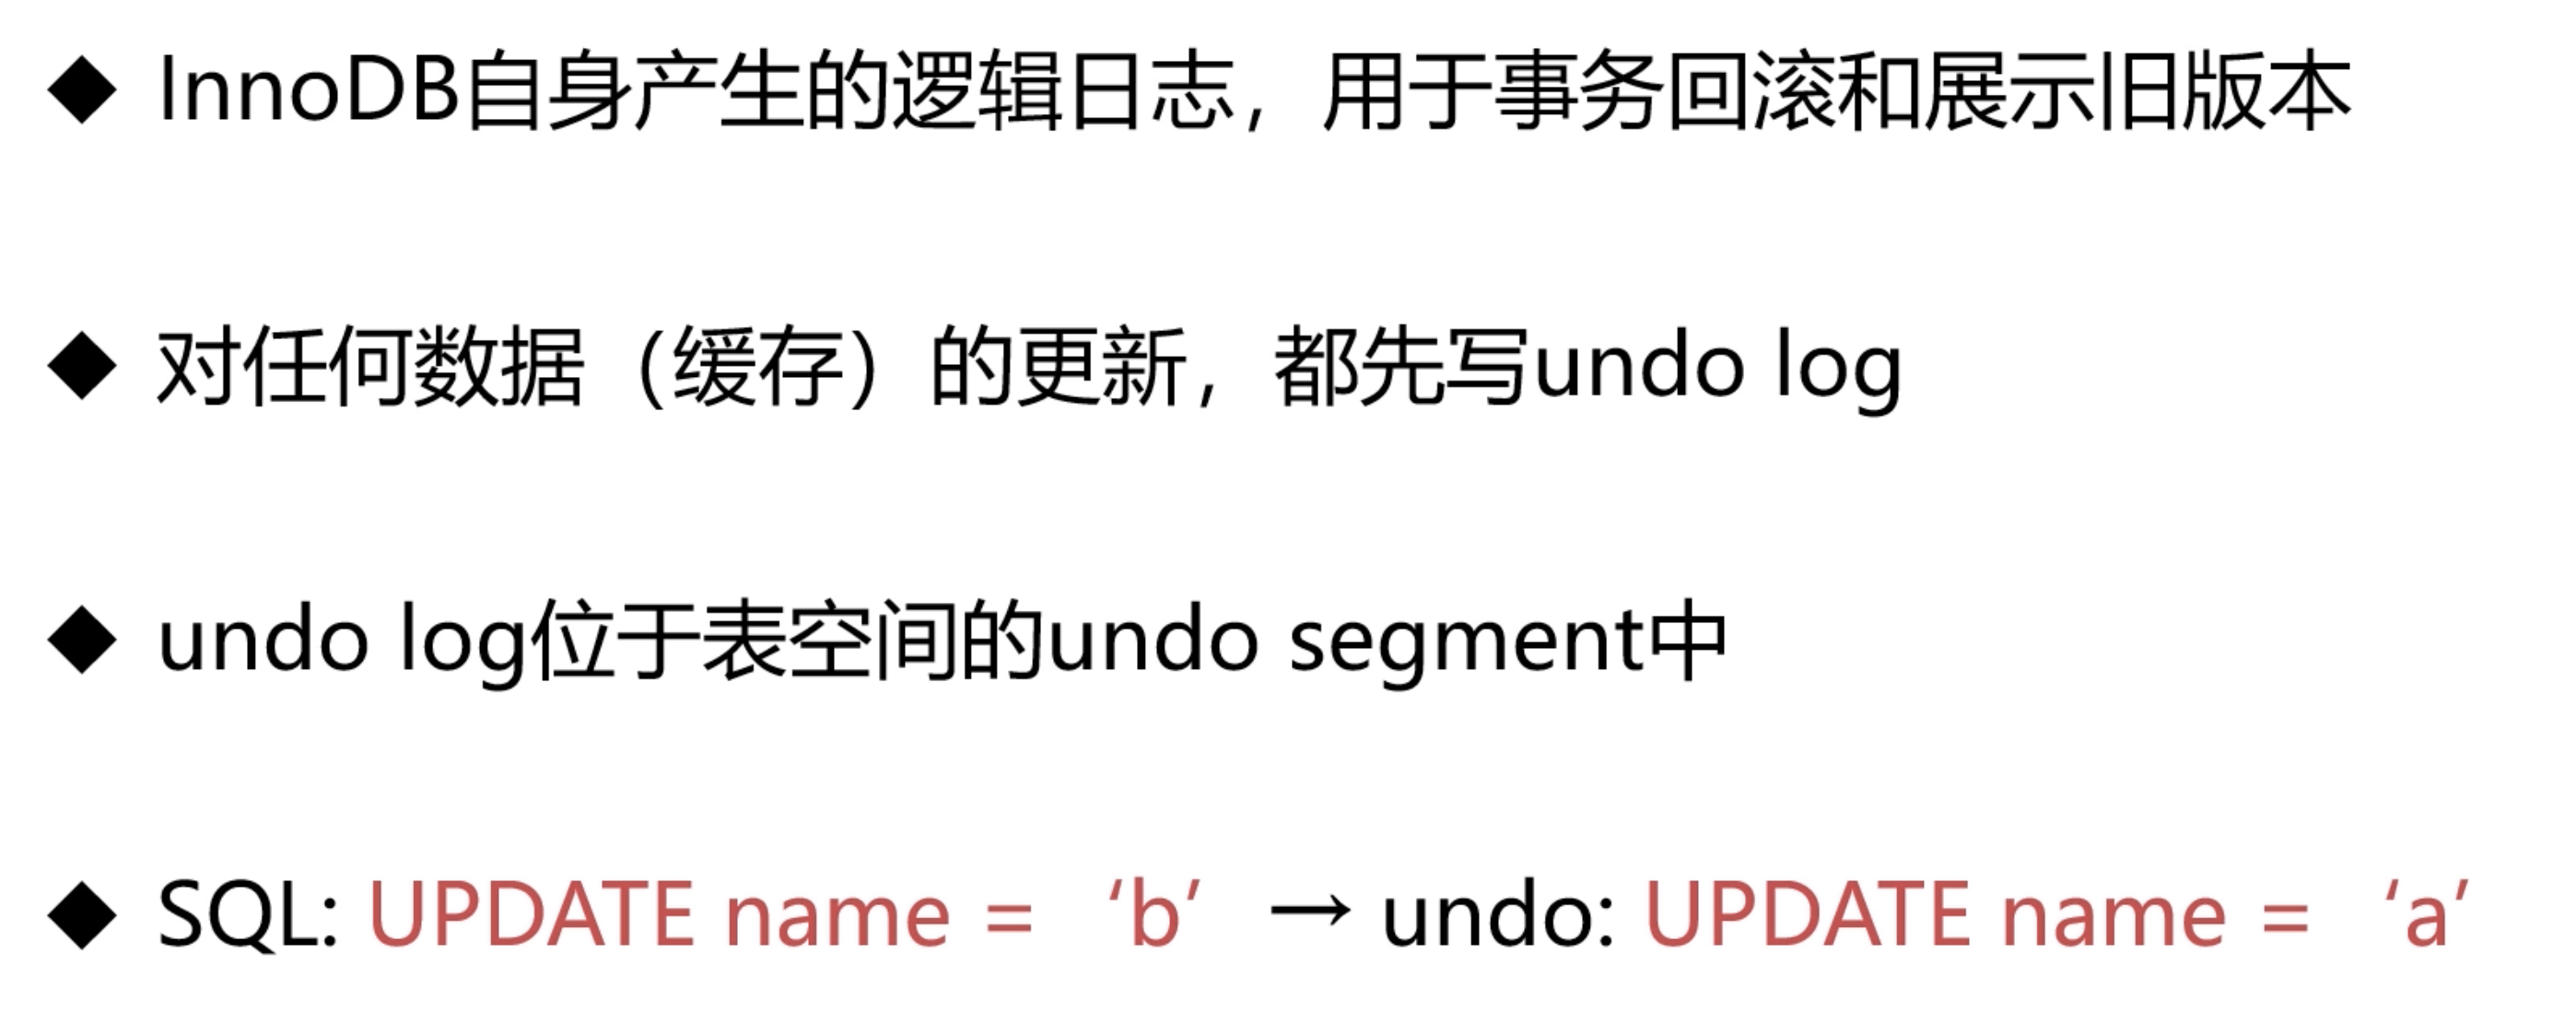 ◆ InnoDB自身产生的逻辑日志，用于事务回滚和展示旧版本
◆ 对任何数据（缓存）的更新，都先写undo log
◆ undo log位于表空间的undo segment中
◆ SQL: UPDATE name = ‘b’ → undo: UPDATE name = ‘a’